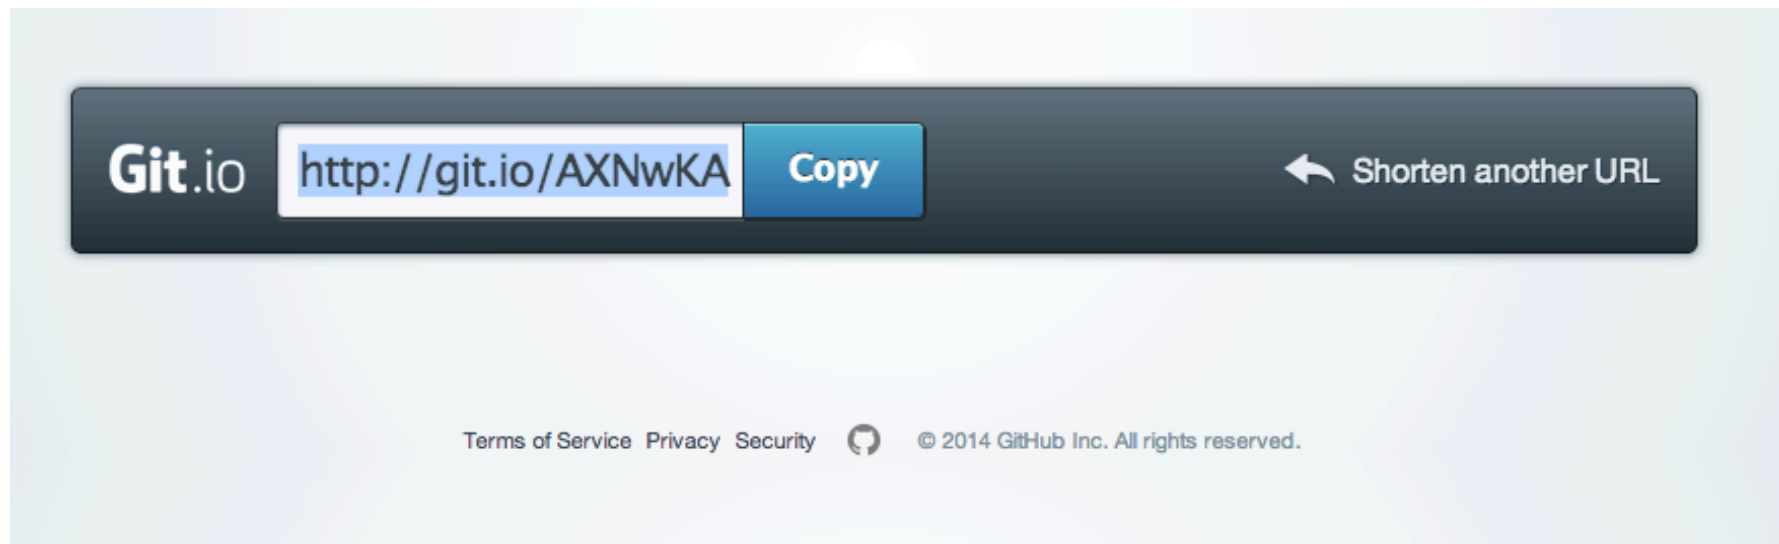 Git.io http://git.io/AXNwKA Copy Shorten another URL
Terms of Service Privacy Security © 2014 GitHub Inc. All rights reserved.